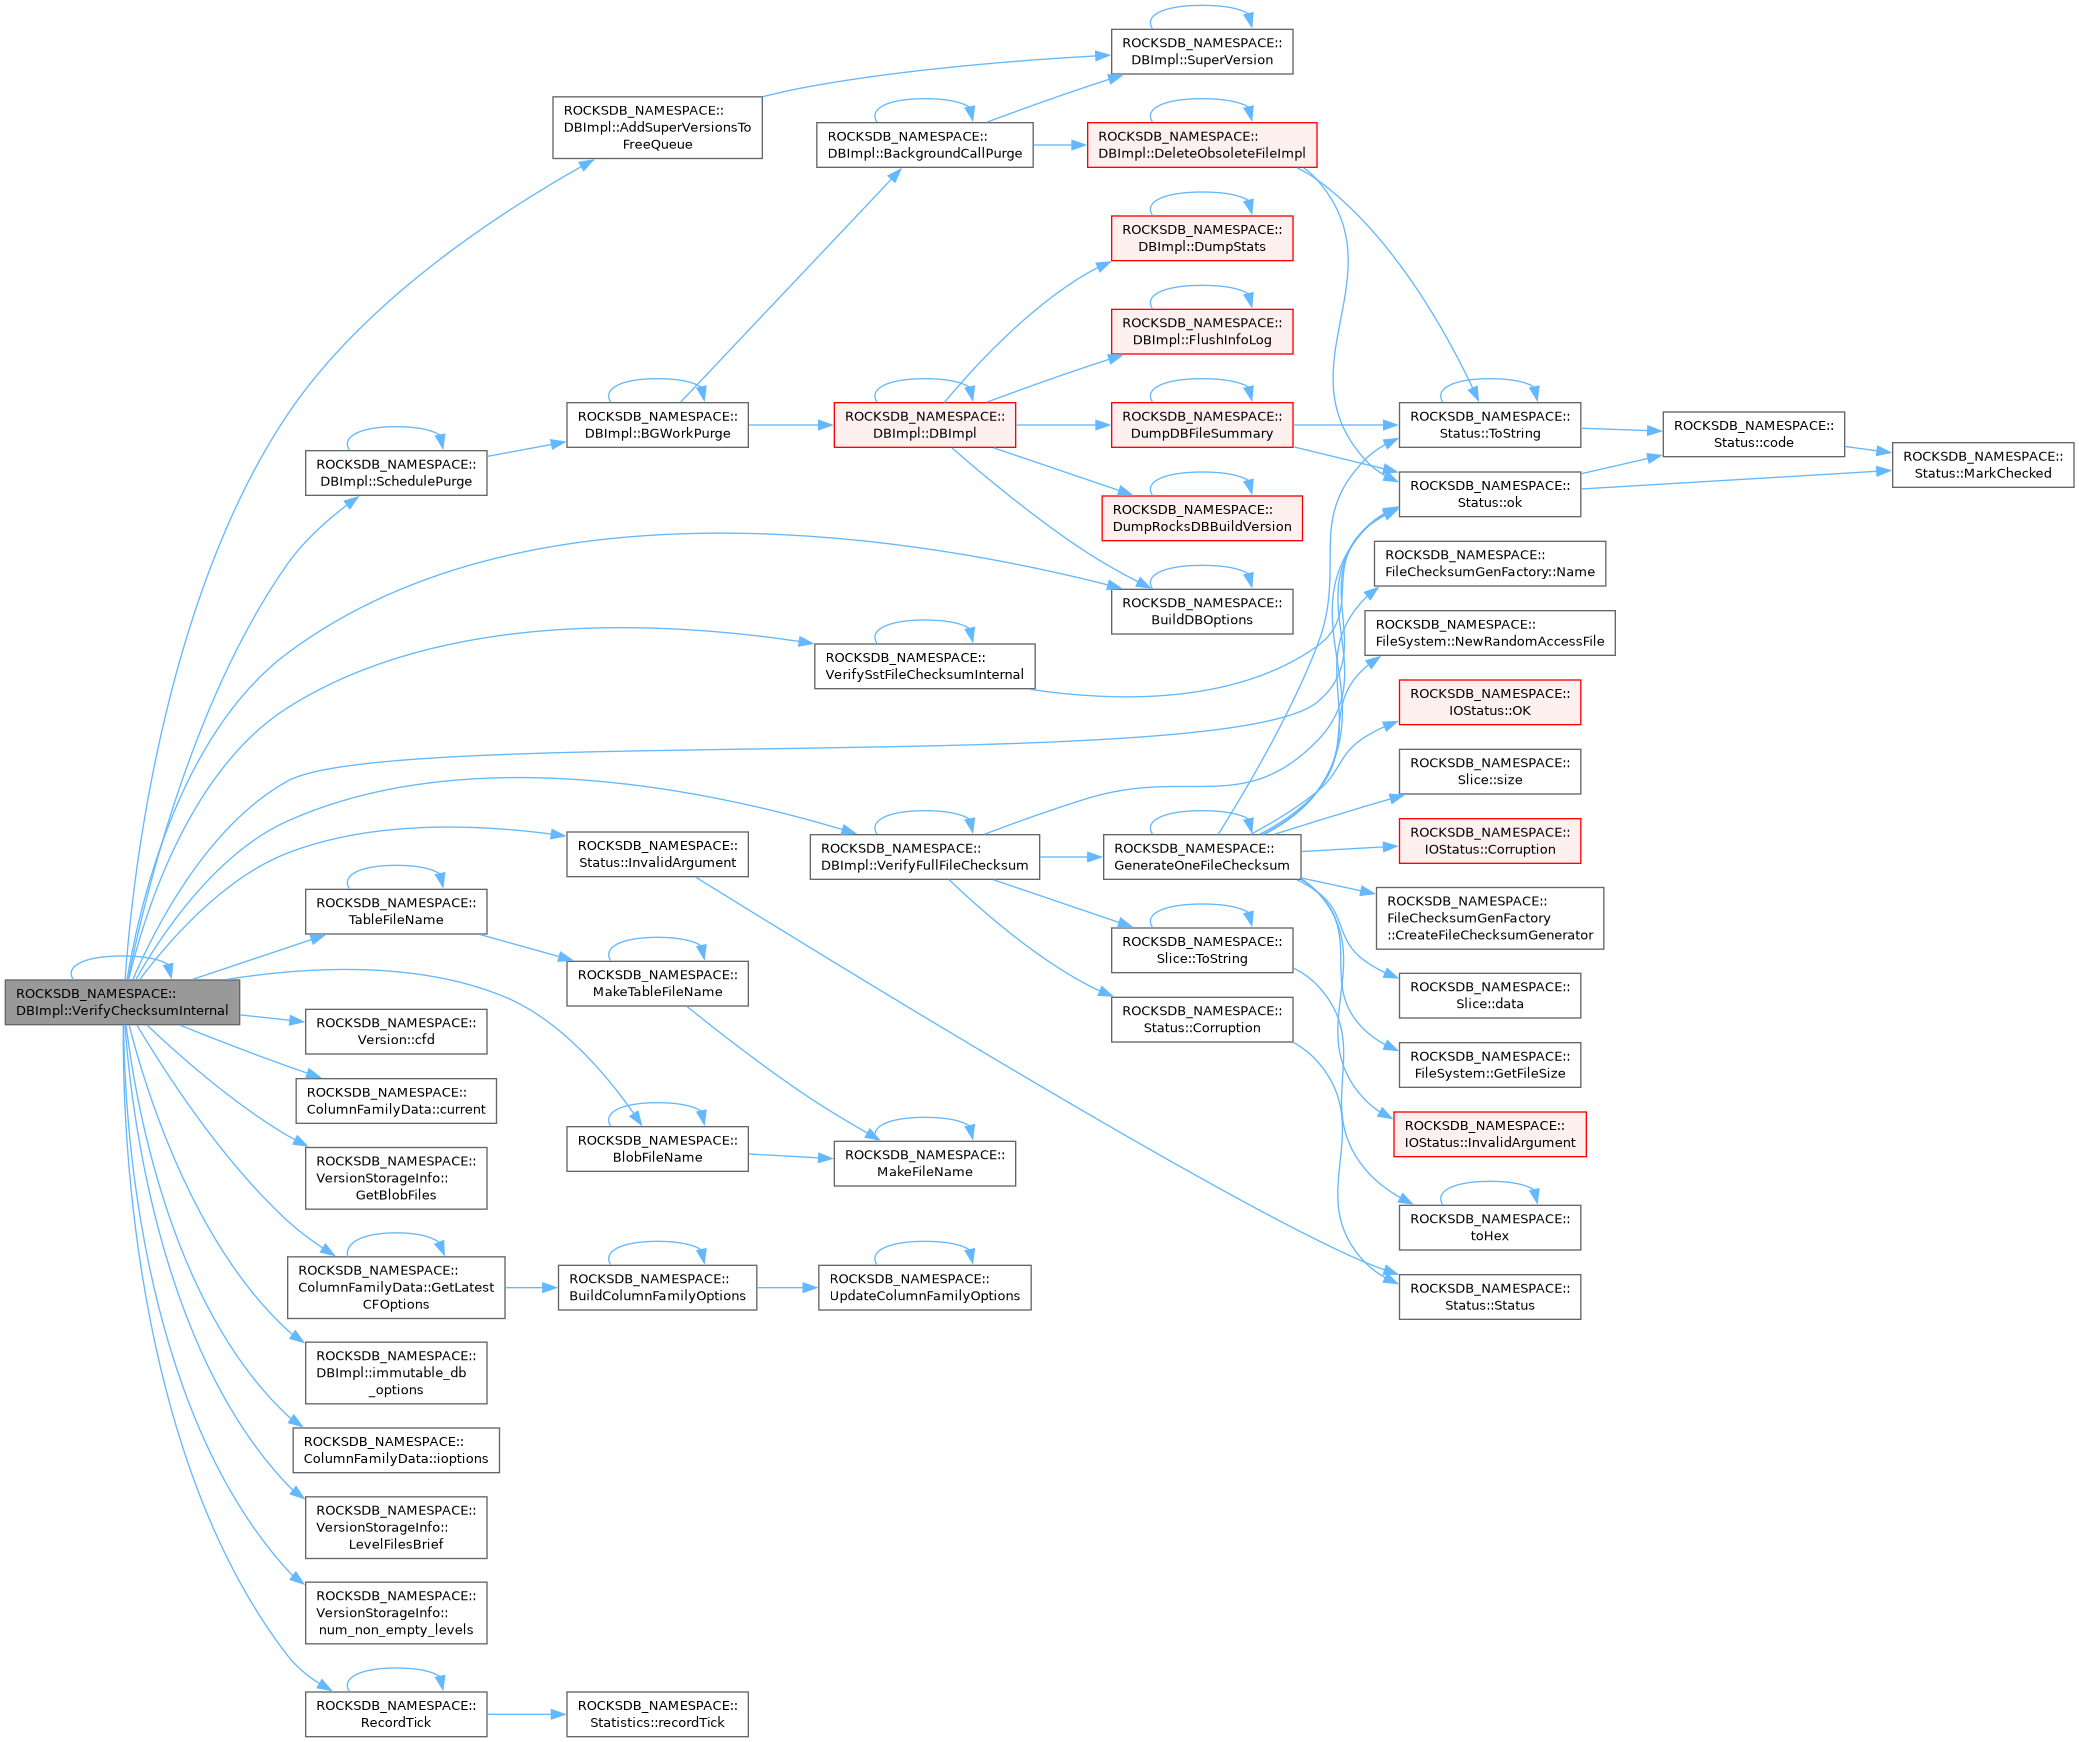 ROCKSDB_NAMESPACE::
DBImpl::VerifyChecksumInternal
ROCKSDB_NAMESPACE::
DBImpl::AddSuperVersionsTo
FreeQueue
ROCKSDB_NAMESPACE::
DBImpl::SuperVersion
ROCKSDB_NAMESPACE::
DBImpl::SchedulePurge
ROCKSDB_NAMESPACE::
DBImpl::BGWorkPurge
ROCKSDB_NAMESPACE::
DBImpl::BackgroundCallPurge
ROCKSDB_NAMESPACE::
DBImpl::DeleteObsoleteFileImpl
ROCKSDB_NAMESPACE::
DBImpl::DBImpl
ROCKSDB_NAMESPACE::
DBImpl::DumpStats
ROCKSDB_NAMESPACE::
DBImpl::FlushInfoLog
ROCKSDB_NAMESPACE::
DumpDBFileSummary
ROCKSDB_NAMESPACE::
DumpRocksDBBuildVersion
ROCKSDB_NAMESPACE::
BuildDBOptions
ROCKSDB_NAMESPACE::
Status::ToString
ROCKSDB_NAMESPACE::
Status::ok
ROCKSDB_NAMESPACE::
Status::code
ROCKSDB_NAMESPACE::
Status::MarkChecked
ROCKSDB_NAMESPACE::
VerifySstFileChecksumInternal
ROCKSDB_NAMESPACE::
DBImpl::VerifyFullFileChecksum
ROCKSDB_NAMESPACE::
GenerateOneFileChecksum
ROCKSDB_NAMESPACE::
FileChecksumGenFactory::Name
ROCKSDB_NAMESPACE::
FileSystem::NewRandomAccessFile
ROCKSDB_NAMESPACE::
IOStatus::OK
ROCKSDB_NAMESPACE::
Slice::size
ROCKSDB_NAMESPACE::
IOStatus::Corruption
ROCKSDB_NAMESPACE::
FileChecksumGenFactory
::CreateFileChecksumGenerator
ROCKSDB_NAMESPACE::
Slice::data
ROCKSDB_NAMESPACE::
FileSystem::GetFileSize
ROCKSDB_NAMESPACE::
IOStatus::InvalidArgument
ROCKSDB_NAMESPACE::
Slice::ToString
ROCKSDB_NAMESPACE::
toHex
ROCKSDB_NAMESPACE::
Status::Corruption
ROCKSDB_NAMESPACE::
Status::Status
ROCKSDB_NAMESPACE::
Status::InvalidArgument
ROCKSDB_NAMESPACE::
TableFileName
ROCKSDB_NAMESPACE::
MakeTableFileName
ROCKSDB_NAMESPACE::
BlobFileName
ROCKSDB_NAMESPACE::
MakeFileName
ROCKSDB_NAMESPACE::
Version::cfd
ROCKSDB_NAMESPACE::
ColumnFamilyData::current
ROCKSDB_NAMESPACE::
VersionStorageInfo::
GetBlobFiles
ROCKSDB_NAMESPACE::
ColumnFamilyData::GetLatest
CFOptions
ROCKSDB_NAMESPACE::
BuildColumnFamilyOptions
ROCKSDB_NAMESPACE::
UpdateColumnFamilyOptions
ROCKSDB_NAMESPACE::
DBImpl::immutable_db
_options
ROCKSDB_NAMESPACE::
ColumnFamilyData::ioptions
ROCKSDB_NAMESPACE::
VersionStorageInfo::
LevelFilesBrief
ROCKSDB_NAMESPACE::
VersionStorageInfo::
num_non_empty_levels
ROCKSDB_NAMESPACE::
RecordTick
ROCKSDB_NAMESPACE::
Statistics::recordTick